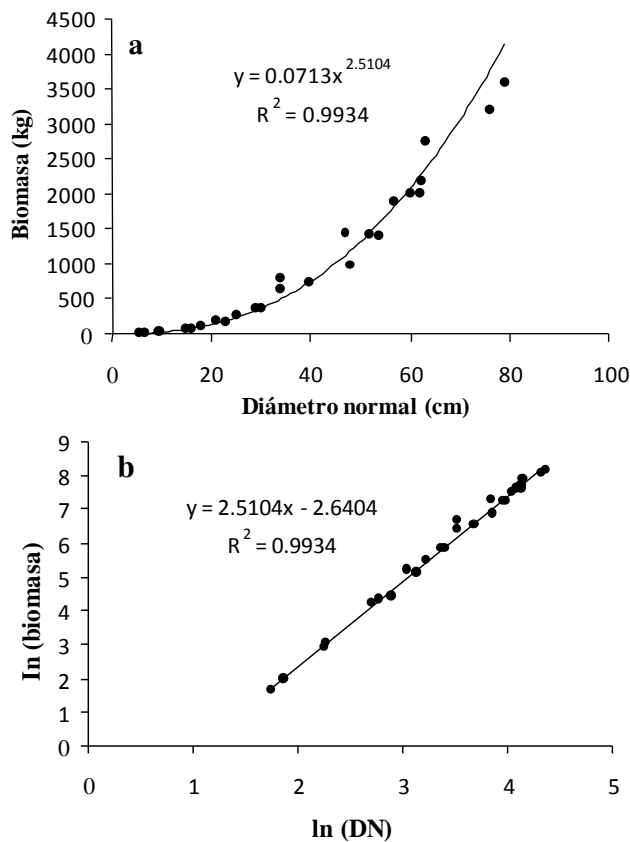 a
4500
4000
3500
3000
2500
2000
1500
1000
500
0
Biomasa (kg)
y = 0.0713x^2.5104
R^2 = 0.9934
0 20 40 60 80 100
Diámetro normal (cm)
b
9
8
7
6
5
4
3
2
1
0
In (biomasa)
y = 2.5104x - 2.6404
R^2 = 0.9934
0 1 2 3 4 5
ln (DN)